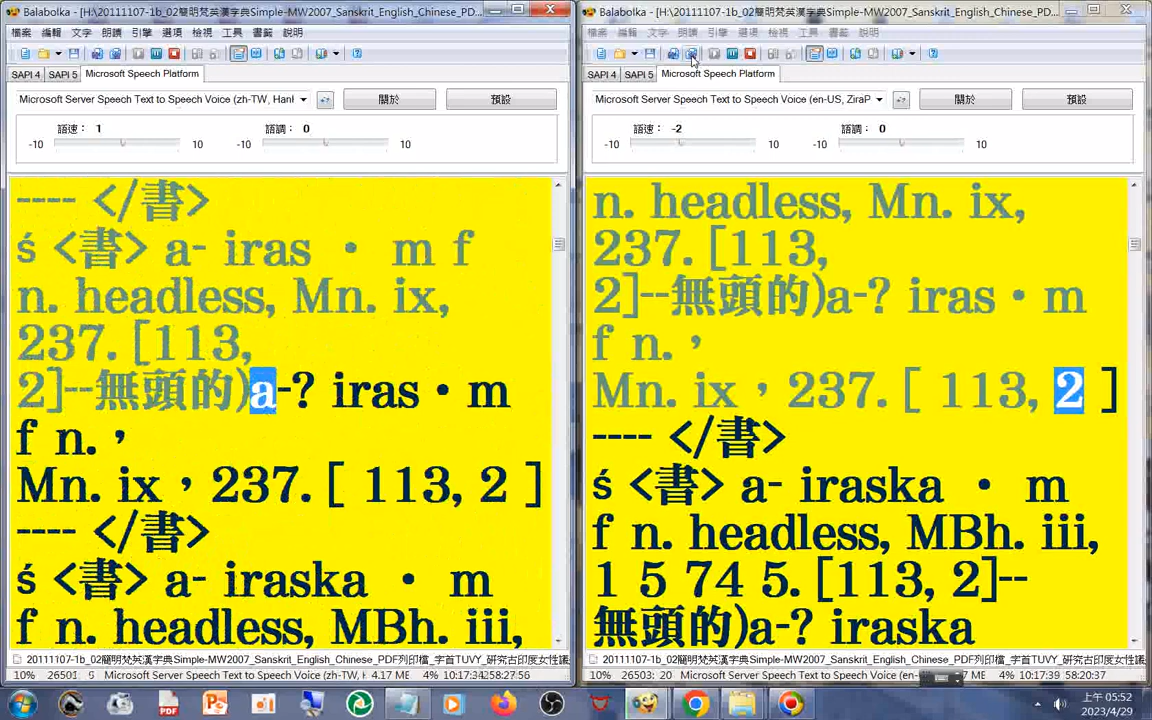 Balabolka - [H:\20111107-1b_02簡明梵英漢字典Simple-MW2007_Sanskrit_English_Chinese_PD...
檔案 編輯 文字 朗讀 引擎 選項 檢視 工具 書籤 說明
SAPI 4 SAPI 5 Microsoft Speech Platform
Microsoft Server Speech Text to Speech Voice (zh-TW, Hanl 關於 預設
語速： 1 語調： 0
-10 10 -10 10
---- </書>
ś <書> a- iras • m f
n. headless, Mn. ix,
237. [113,
2]--無頭的)a-? iras • m
f n. ,
Mn. ix , 237. [ 113, 2 ]
---- </書>
ś <書> a- iraska • m
f n. headless, MBh. iii,
20111107-1b_02簡明梵英漢字典Simple-MW2007_Sanskrit_English_Chinese_PDF列印檔_字首TUVY_研究古印度女性議
10% 26501: 9 Microsoft Server Speech Text to Speech Voice (zh-TW, H 4.17 ME 4% 10:17:34
Balabolka - [H:\20111107-1b_02簡明梵英漢字典Simple-MW2007_Sanskrit_English_Chinese_PD...
檔案 編輯 文字 朗讀 引擎 選項 檢視 工具 書籤 說明
SAPI 4 SAPI 5 Microsoft Speech Platform
Microsoft Server Speech Text to Speech Voice (en-US, ZiraP 關於 預設
語速： -2 語調： 0
-10 10 -10 10
n. headless, Mn. ix,
237. [113,
2]--無頭的)a-? iras • m
f n. ,
Mn. ix , 237. [ 113, 2 ]
---- </書>
ś <書> a- iraska • m
f n. headless, MBh. iii,
1 5 74 5. [113, 2]--
無頭的)a-? iraska
20111107-1b_02簡明梵英漢字典Simple-MW2007_Sanskrit_English_Chinese_PDF列印檔_字首TUVY_研究古印度女性議
10% 26503: 20 Microsoft Server Speech Text to Speech Voice (en-US, 4% 10:17:39 58:20:37
上午 05:52
2023/4/29